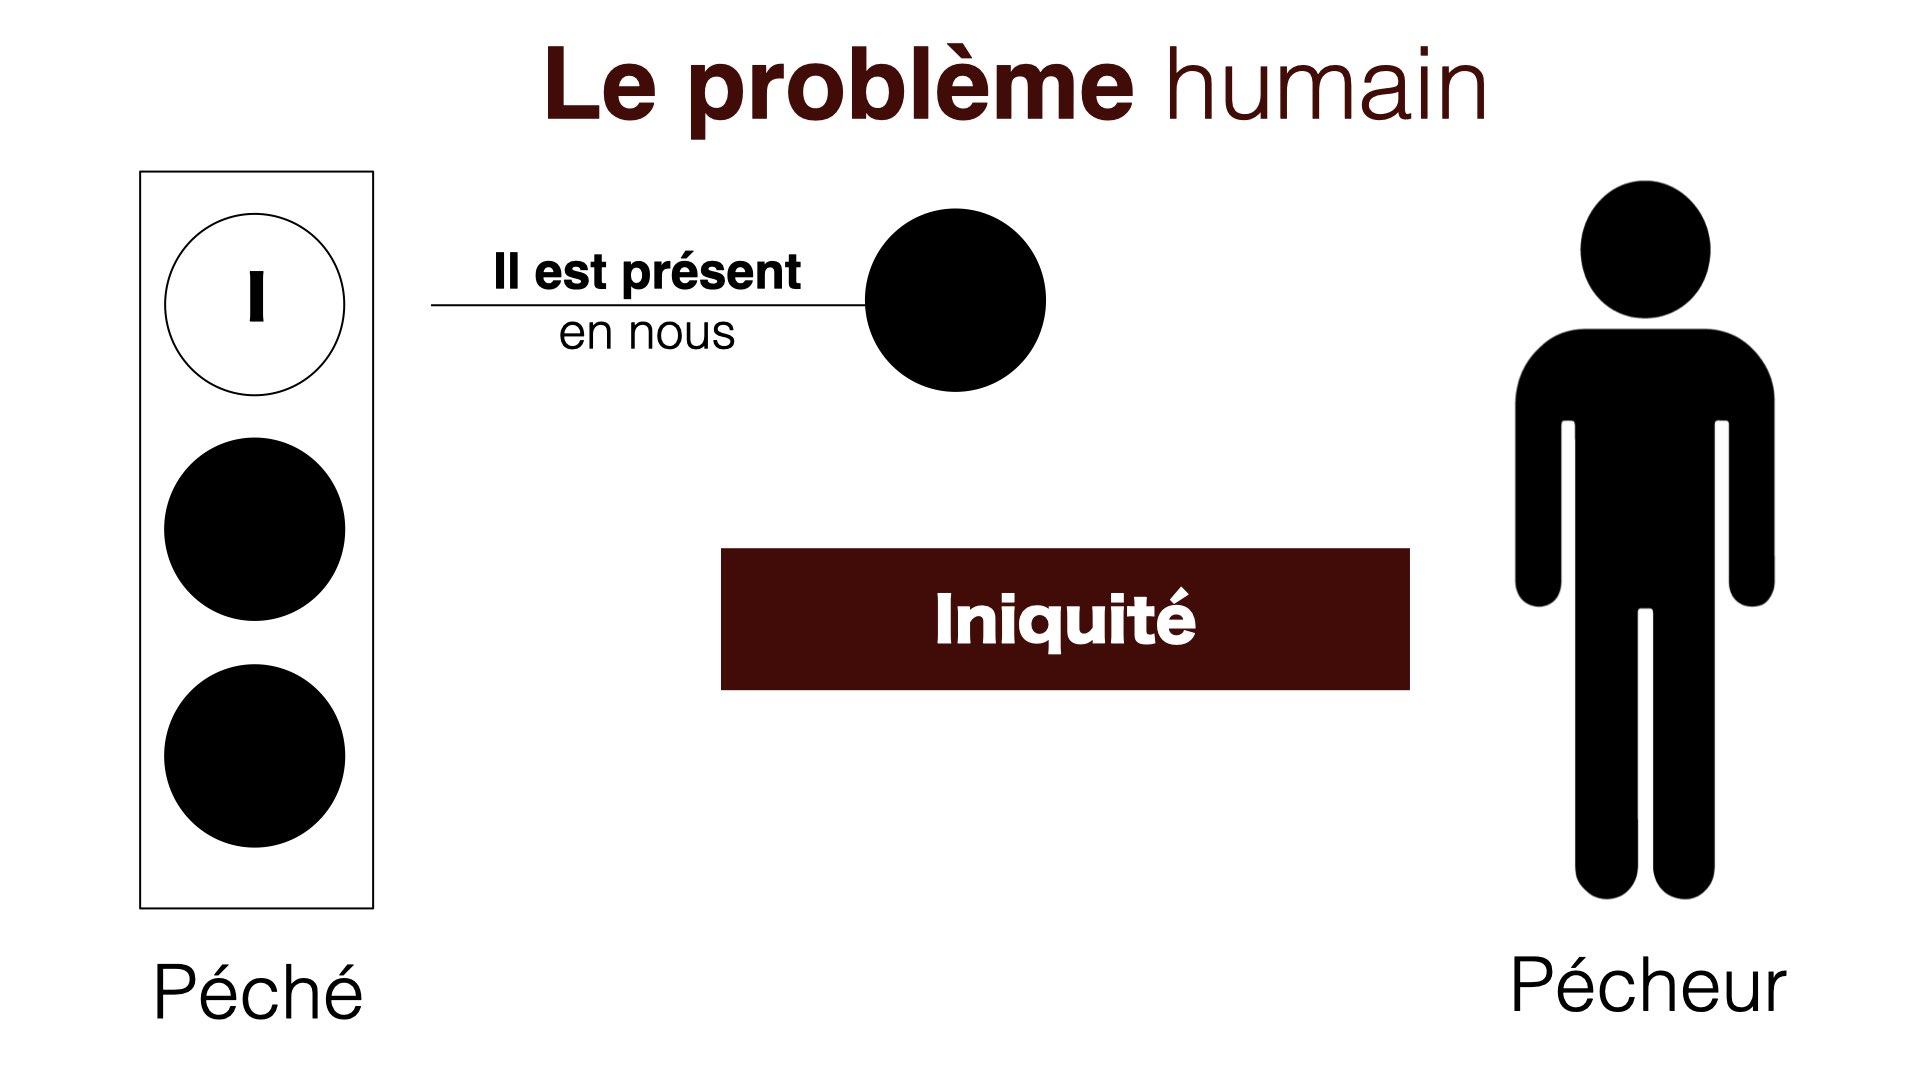 Le problème humain
I
Il est présent
en nous
Iniquité
Péché
Pécheur